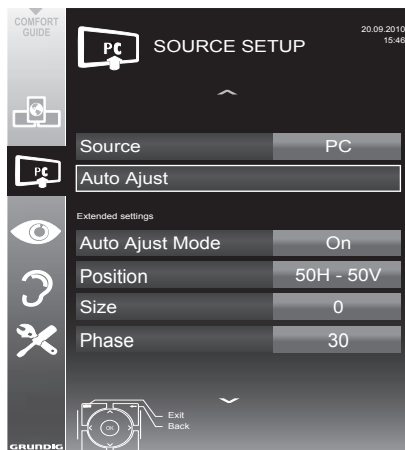 COMFORT
GUIDE
PC
SOURCE SETUP
20.09.2010
15:46
PC
Source PC
Auto Ajust
Extended settings
Auto Ajust Mode On
Position 50H - 50V
Size 0
Phase 30
Exit
Back
OK
GRUNDIG